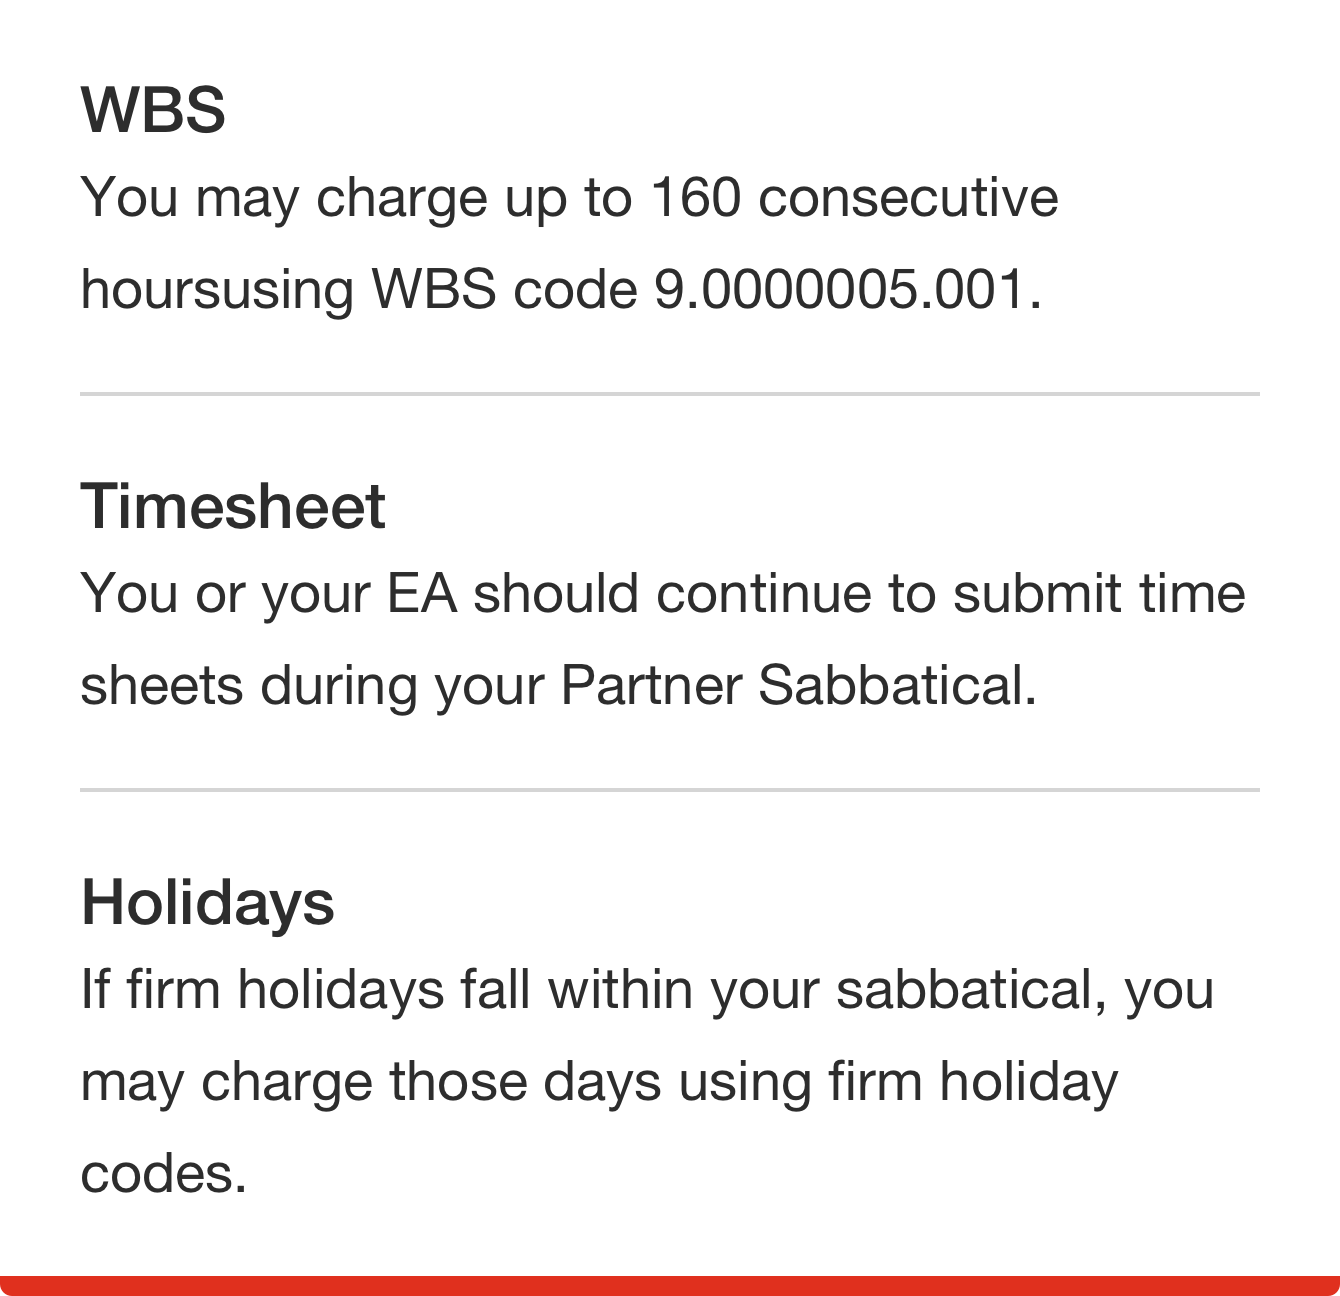 WBS
You may charge up to 160 consecutive
hoursusing WBS code 9.0000005.001.
Timesheet
You or your EA should continue to submit time
sheets during your Partner Sabbatical.
Holidays
If firm holidays fall within your sabbatical, you
may charge those days using firm holiday
codes.